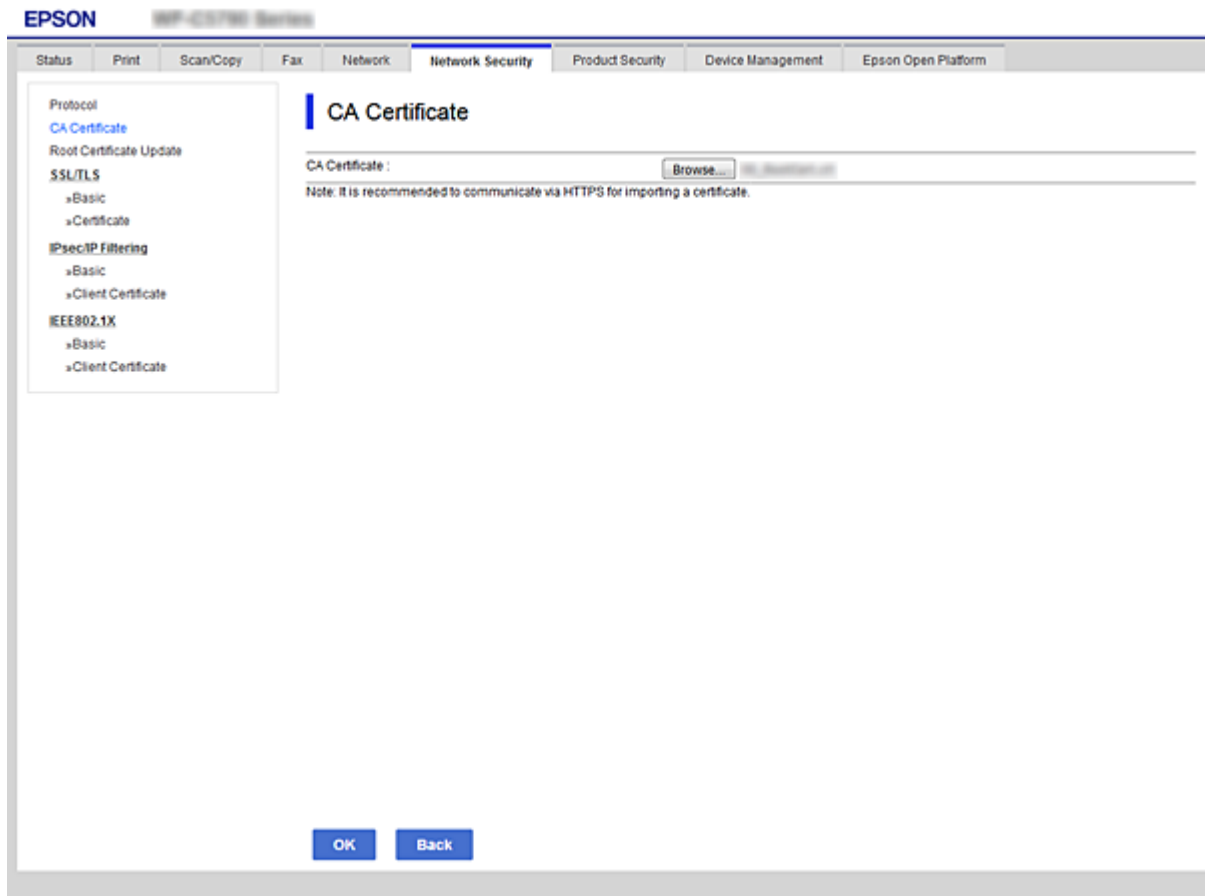 EPSON
Status Print Scan/Copy Fax Network Network Security Product Security Device Management Epson Open Platform
Protocol
CA Certificate
Root Certificate Update
SSL/TLS
»Basic
»Certificate
IPsec/IP Filtering
»Basic
»Client Certificate
IEEE802.1X
»Basic
»Client Certificate
CA Certificate
CA Certificate : Browse...
Note: It is recommended to communicate via HTTPS for importing a certificate.
OK Back